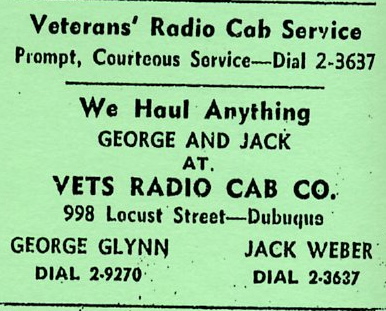 Veterans' Radio Cab Service
Prompt, Courteous Service—Dial 2-3637
We Haul Anything
GEORGE AND JACK
AT.
VETS RADIO CAB CO.
998 Locust Street—Dubuque
GEORGE GLYNN JACK WEBER
DIAL 2-9270 DIAL 2-3637